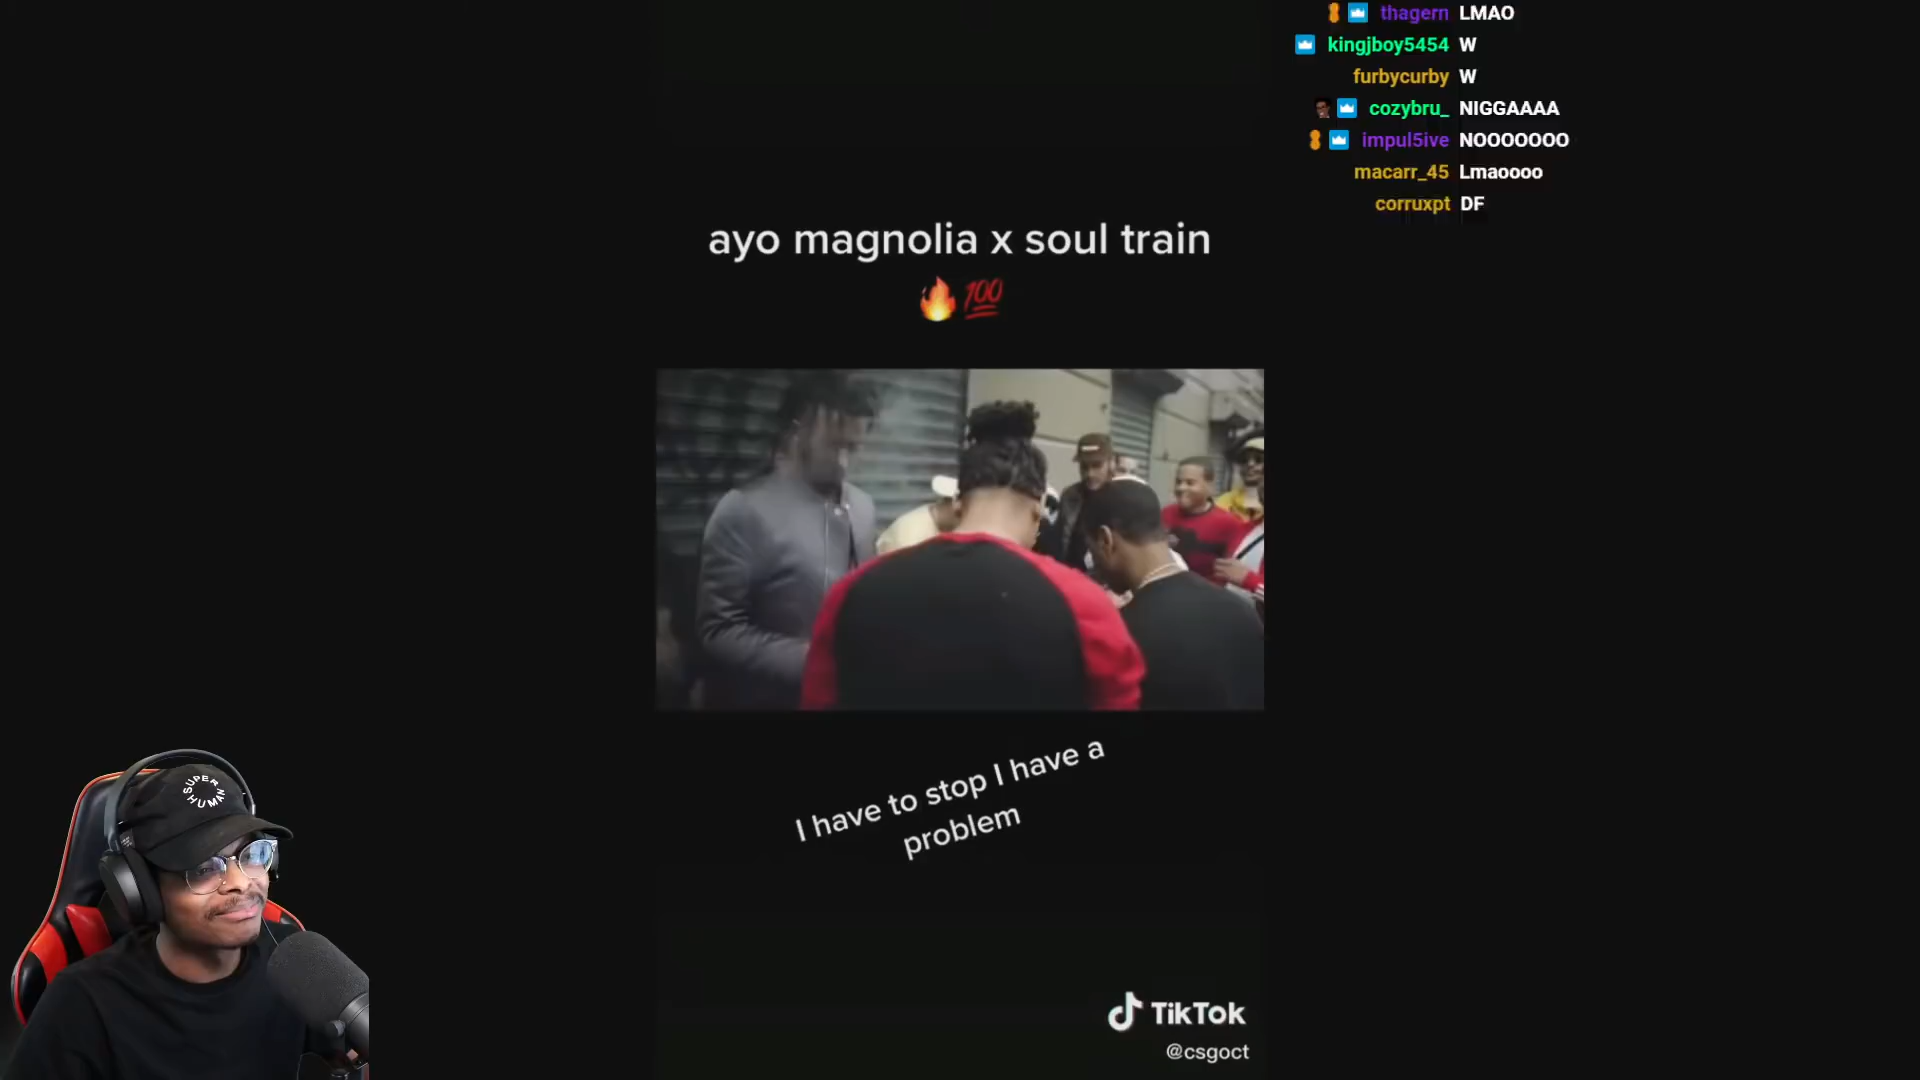 thagern LMAO
kingjboy5454 W
furbycurby W
cozybru_ NIGGAAAA
impul5ive NOOOOOOO
macarr_45 Lmaoooo
corruxpt DF
ayo magnolia x soul train
🔥💯
I have to stop I have a
problem
SUPER
HUMAN
TikTok
@csgoct